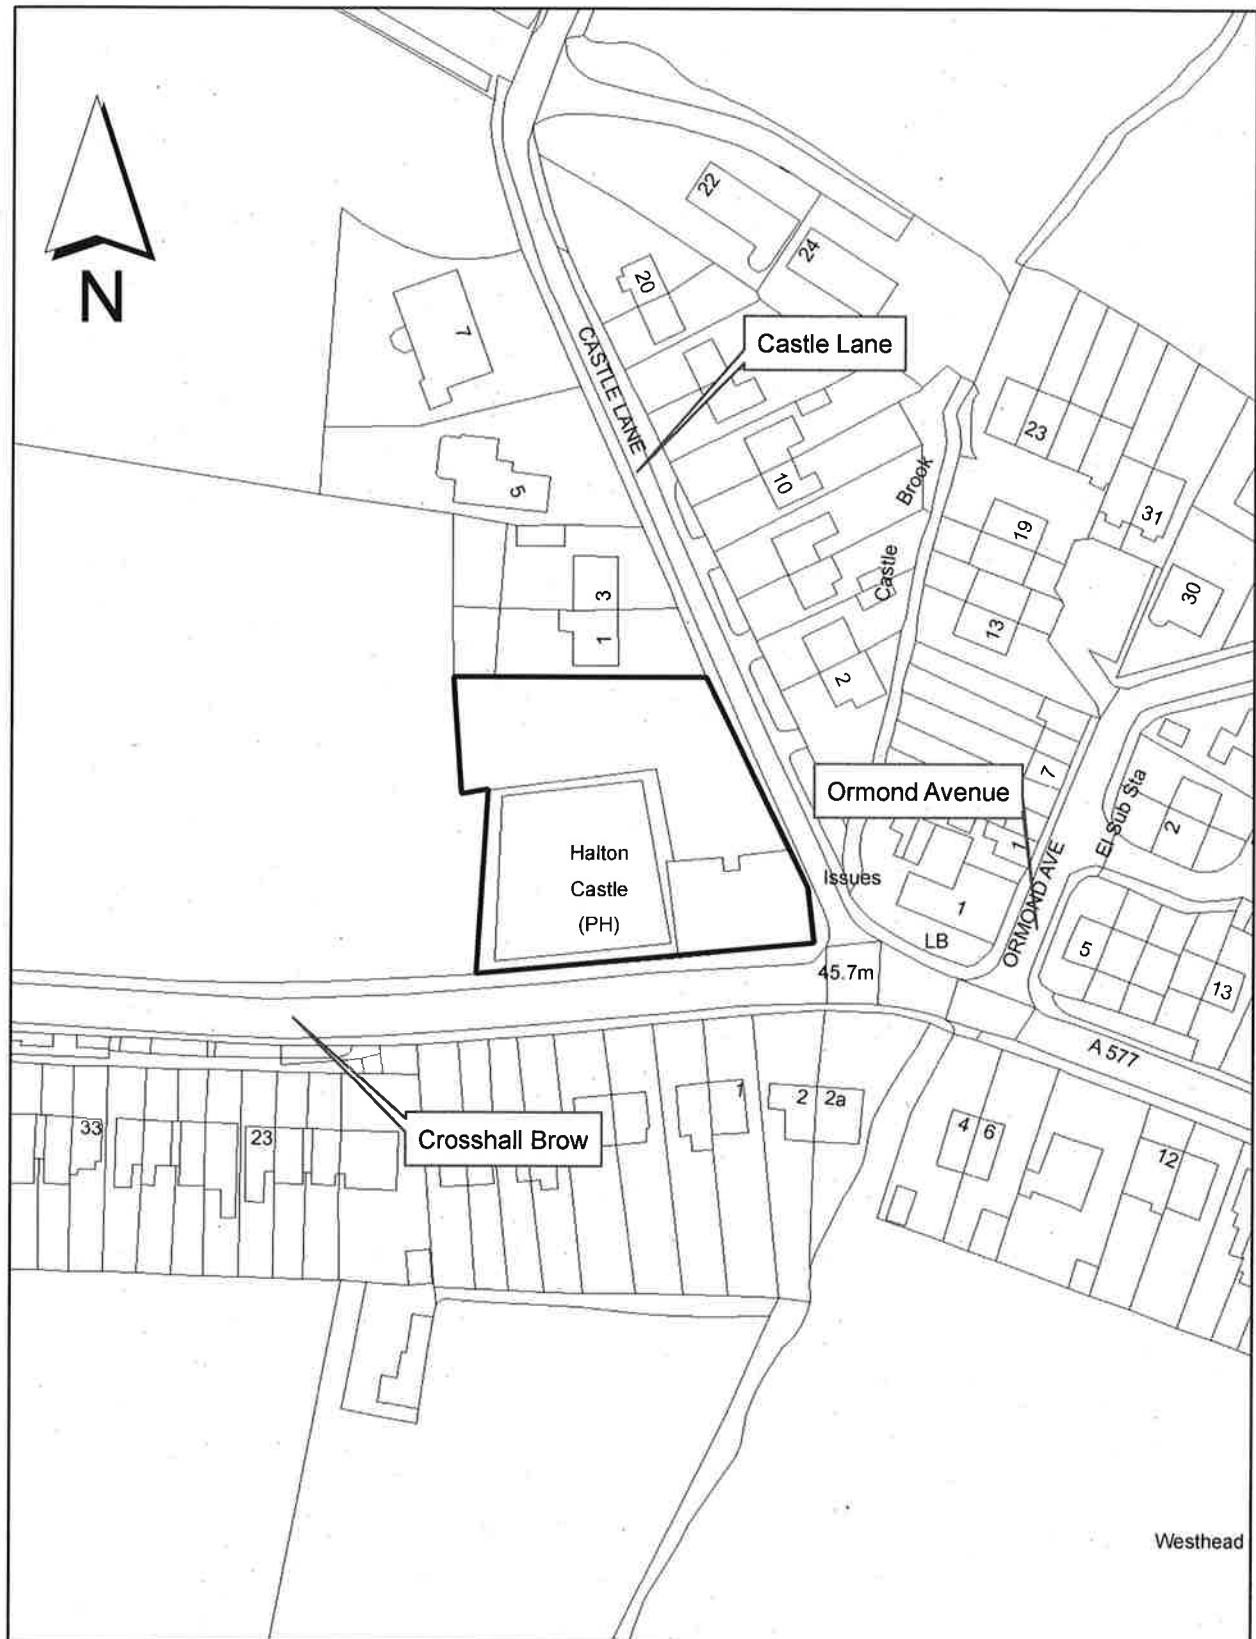 N
22
24
20
7
CASTLE LANE
Castle Lane
23
5
10
Brook
31
19
Castle
30
3
13
1
2
Ormond Avenue
7
El Sub Sta
2
1
Halton
Castle
(PH)
Issues
1
ORMOND AVE
LB
5
45.7m
13
A 577
1
2 2a
33
23
Crosshall Brow
4 6
12
Westhead